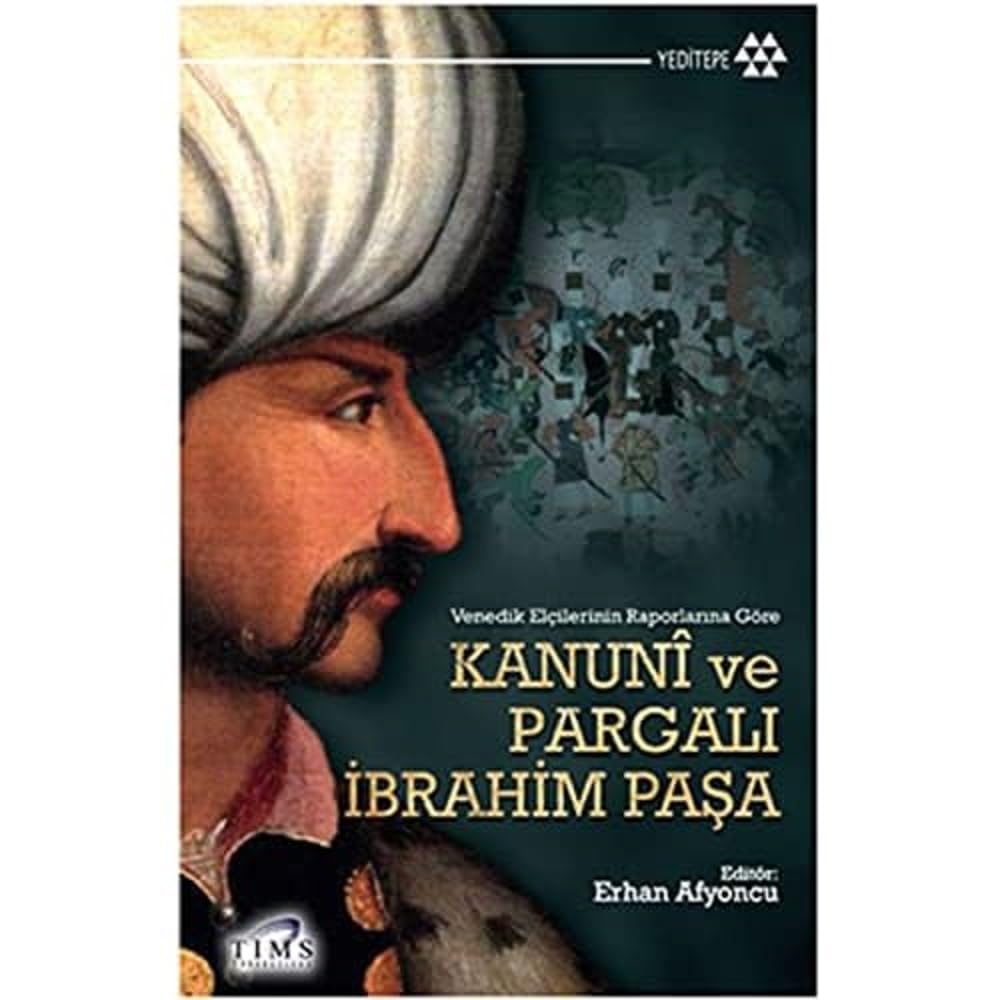 YEDİTEPE
Venedik Elçilerinin Raporlarına Göre
KANUNÎ ve
PARGALI
İBRAHİM PAŞA
Editör:
Erhan Afyoncu
TIMS